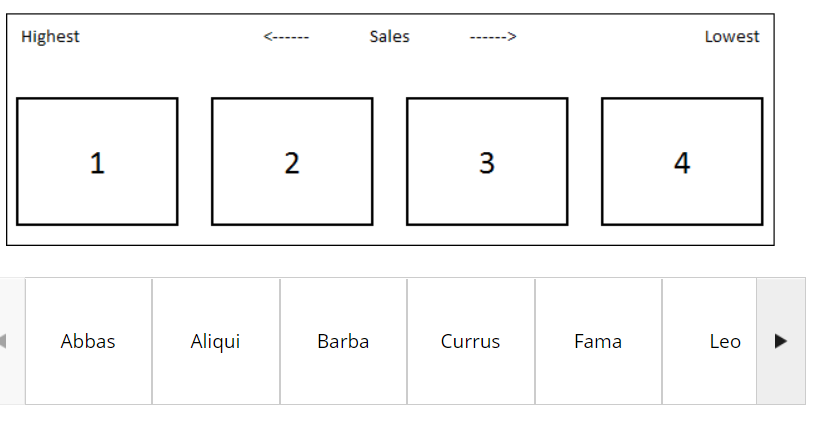 Highest <------ Sales ------> Lowest
1 2 3 4
Abbas Aliqui Barba Currus Fama Leo